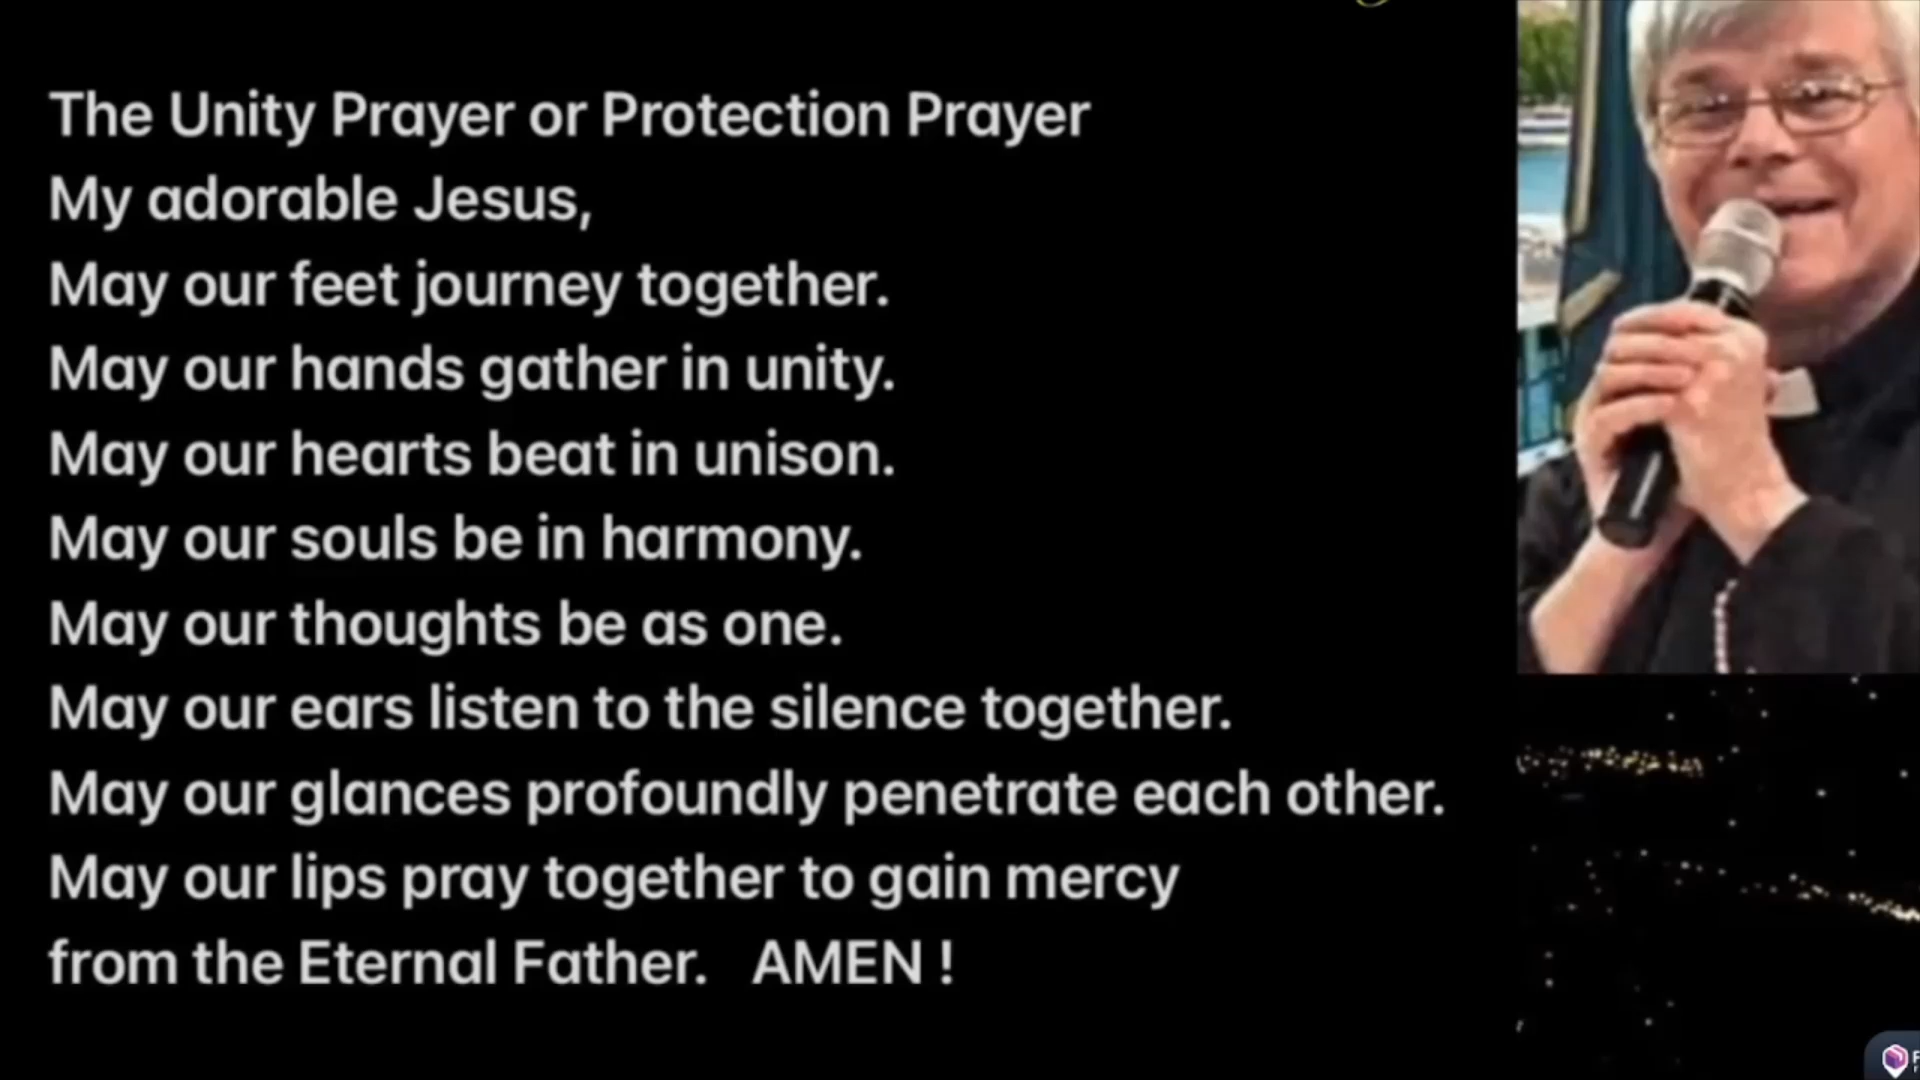 The Unity Prayer or Protection Prayer
My adorable Jesus,
May our feet journey together.
May our hands gather in unity.
May our hearts beat in unison.
May our souls be in harmony.
May our thoughts be as one.
May our ears listen to the silence together.
May our glances profoundly penetrate each other.
May our lips pray together to gain mercy
from the Eternal Father. AMEN !